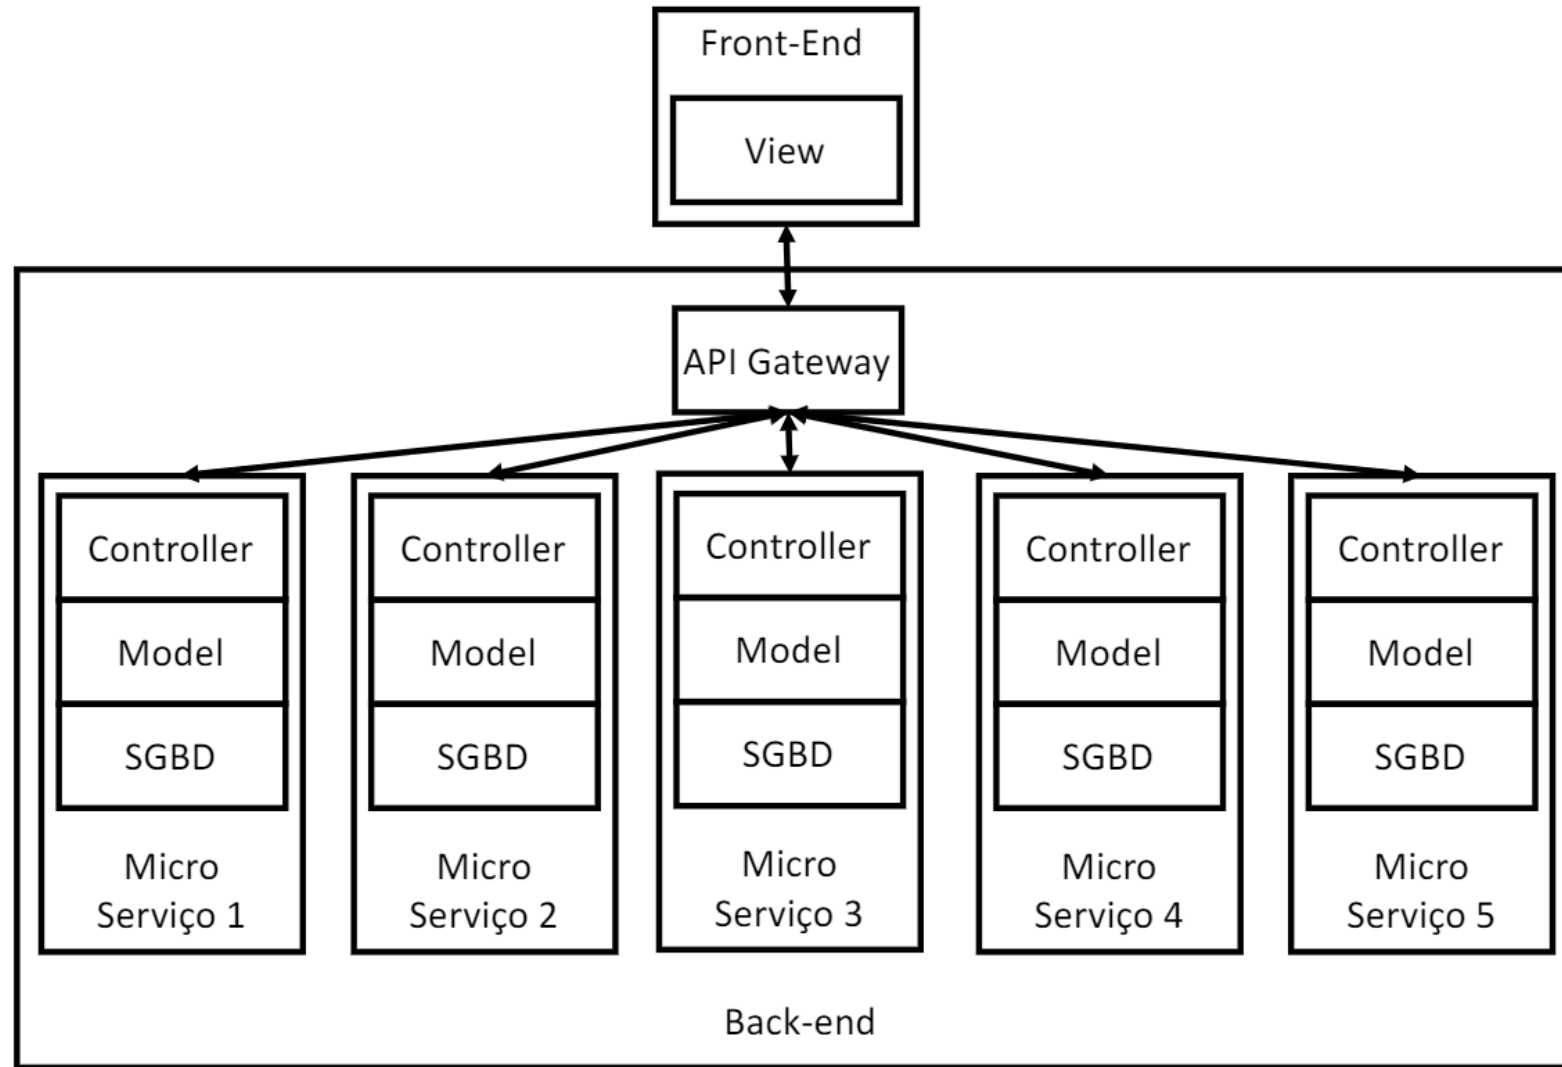 Front-End
View
API Gateway
Controller
Model
SGBD
Micro
Serviço 1
Controller
Model
SGBD
Micro
Serviço 2
Controller
Model
SGBD
Micro
Serviço 3
Controller
Model
SGBD
Micro
Serviço 4
Controller
Model
SGBD
Micro
Serviço 5
Back-end